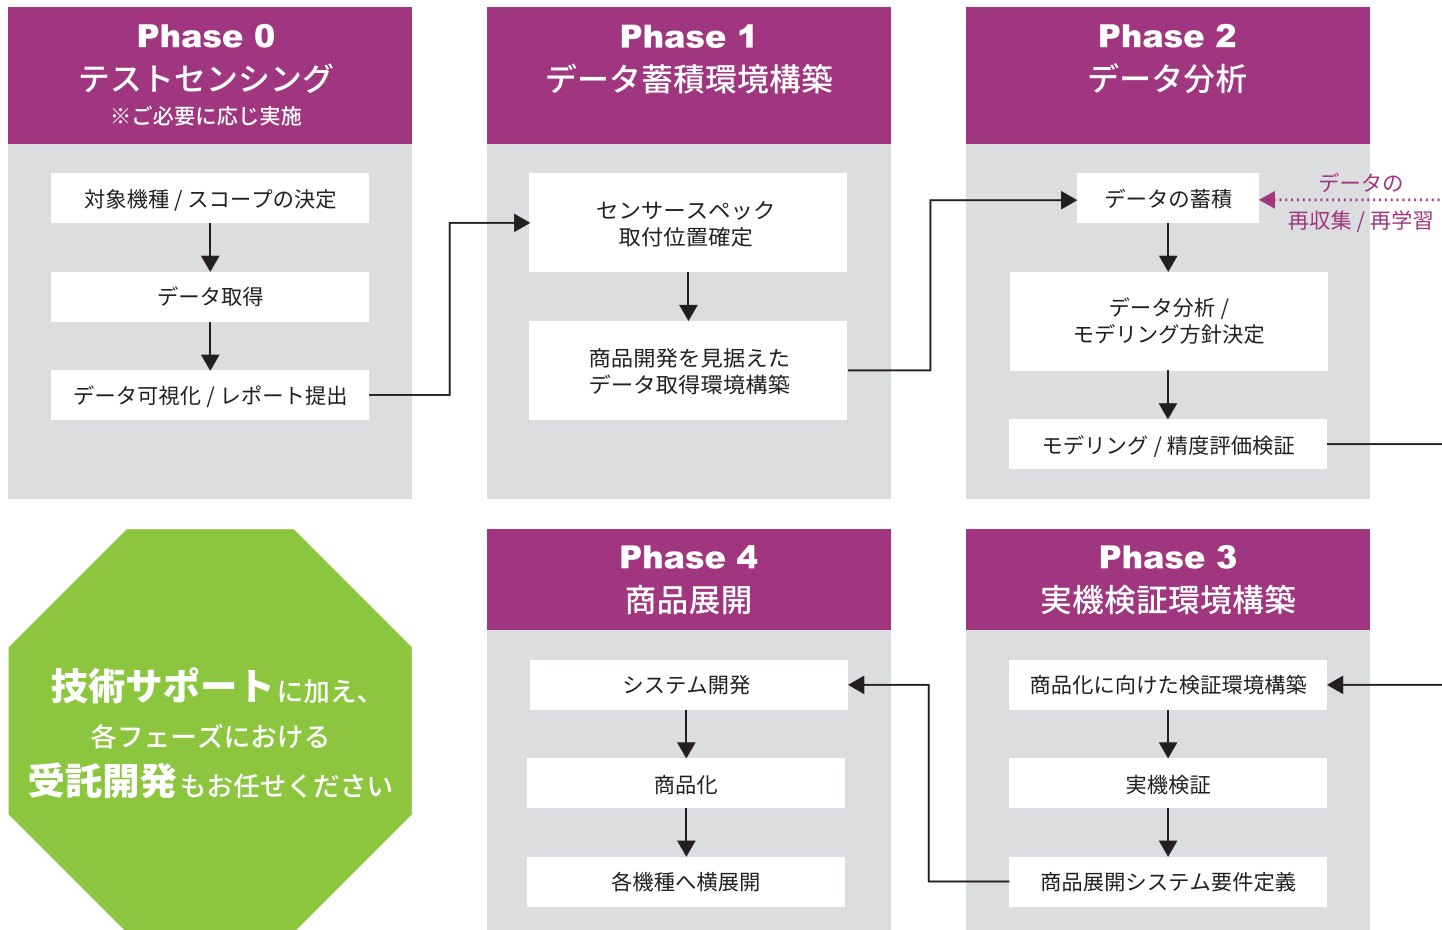 Phase 0
テストセンシング
※ご必要に応じ実施
対象機種 / スコープの決定
データ取得
データ可視化 / レポート提出
Phase 1
データ蓄積環境構築
センサースペック
取付位置確定
商品開発を見据えた
データ取得環境構築
Phase 2
データ分析
データの蓄積
データの
再収集 / 再学習
データ分析 /
モデリング方針決定
モデリング / 精度評価検証
Phase 3
実機検証環境構築
商品化に向けた検証環境構築
実機検証
商品展開システム要件定義
Phase 4
商品展開
システム開発
商品化
各機種へ横展開
技術サポートに加え、
各フェーズにおける
受託開発もお任せください